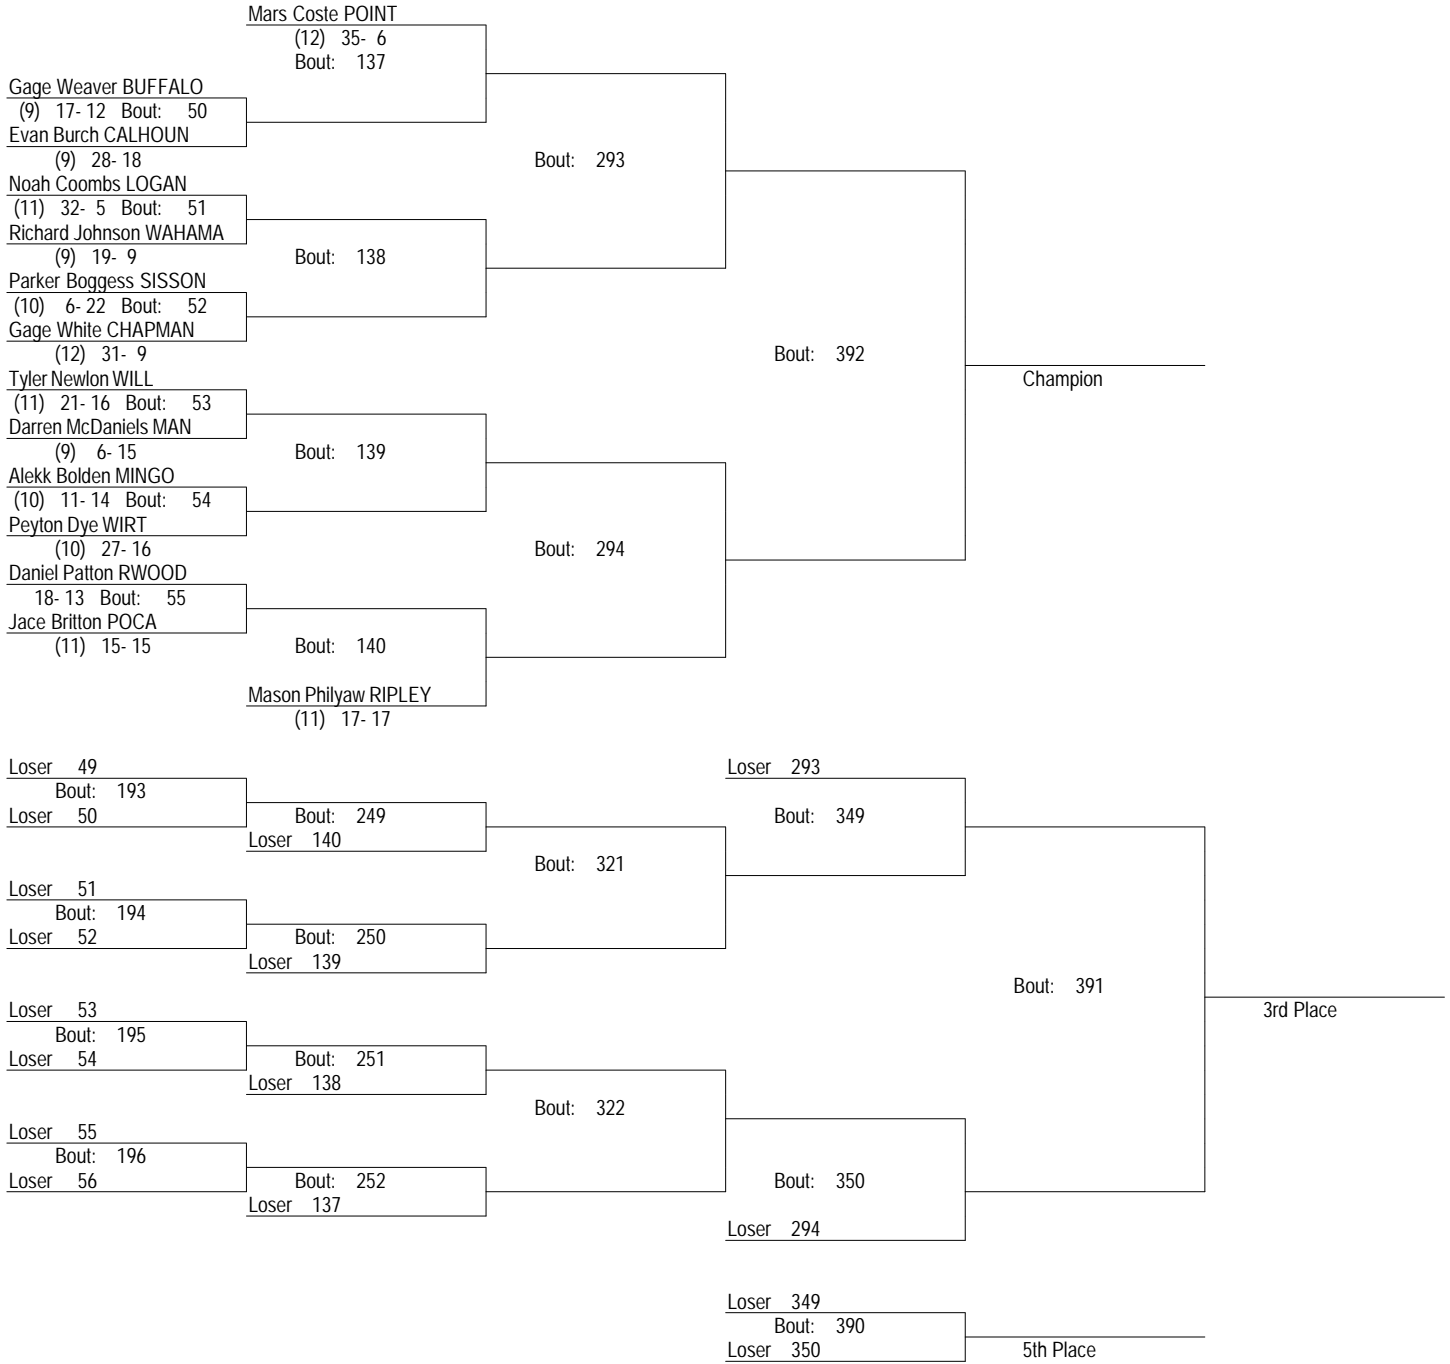 Mars Coste POINT
(12) 35- 6
Bout: 137
Gage Weaver BUFFALO
(9) 17- 12 Bout: 50
Evan Burch CALHOUN
(9) 28- 18
Bout: 293
Noah Coombs LOGAN
(11) 32- 5 Bout: 51
Richard Johnson WAHAMA
(9) 19- 9
Bout: 138
Parker Boggess SISSON
(10) 6- 22 Bout: 52
Gage White CHAPMAN
(12) 31- 9
Bout: 392
Champion
Tyler Newlon WILL
(11) 21- 16 Bout: 53
Darren McDaniels MAN
(9) 6- 15
Bout: 139
Alekk Bolden MINGO
(10) 11- 14 Bout: 54
Peyton Dye WIRT
(10) 27- 16
Bout: 294
Daniel Patton RWOOD
18- 13 Bout: 55
Jace Britton POCA
(11) 15- 15
Bout: 140
Mason Philyaw RIPLEY
(11) 17- 17
Loser 49
Bout: 193
Loser 50
Bout: 249
Loser 140
Loser 293
Bout: 349
Bout: 321
Loser 51
Bout: 194
Loser 52
Bout: 250
Loser 139
Bout: 391
3rd Place
Loser 53
Bout: 195
Loser 54
Bout: 251
Loser 138
Bout: 322
Loser 55
Bout: 196
Loser 56
Bout: 252
Loser 137
Bout: 350
Loser 294
Loser 349
Bout: 390
Loser 350
5th Place